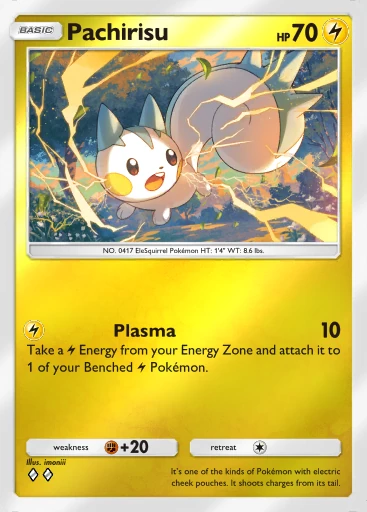 BASIC Pachirisu HP 70
NO. 0417 EleSquirrel Pokémon HT: 1'4" WT: 8.6 lbs.
Plasma 10
Take a Energy from your Energy Zone and attach it to
1 of your Benched Pokémon.
weakness +20 retreat
Illus. imoniii
It's one of the kinds of Pokémon with electric
cheek pouches. It shoots charges from its tail.